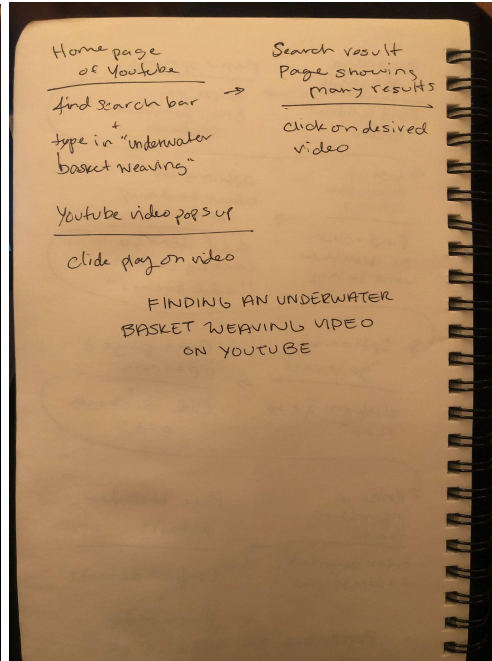 Home page
of Youtube
find search bar
+
type in "underwater
basket weaving"
→
Search result
Page showing
many results
click on desired
video
Youtube video pops up
click play on video
FINDING AN UNDERWATER
BASKET WEAVING VIDEO
ON YOUTUBE